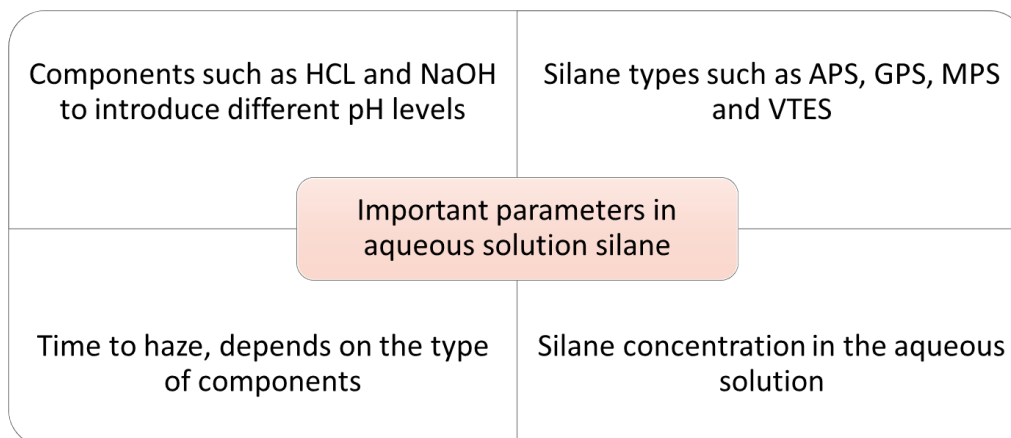 Components such as HCL and NaOH
to introduce different pH levels
Silane types such as APS, GPS, MPS
and VTES
Important parameters in
aqueous solution silane
Time to haze, depends on the type
of components
Silane concentration in the aqueous
solution